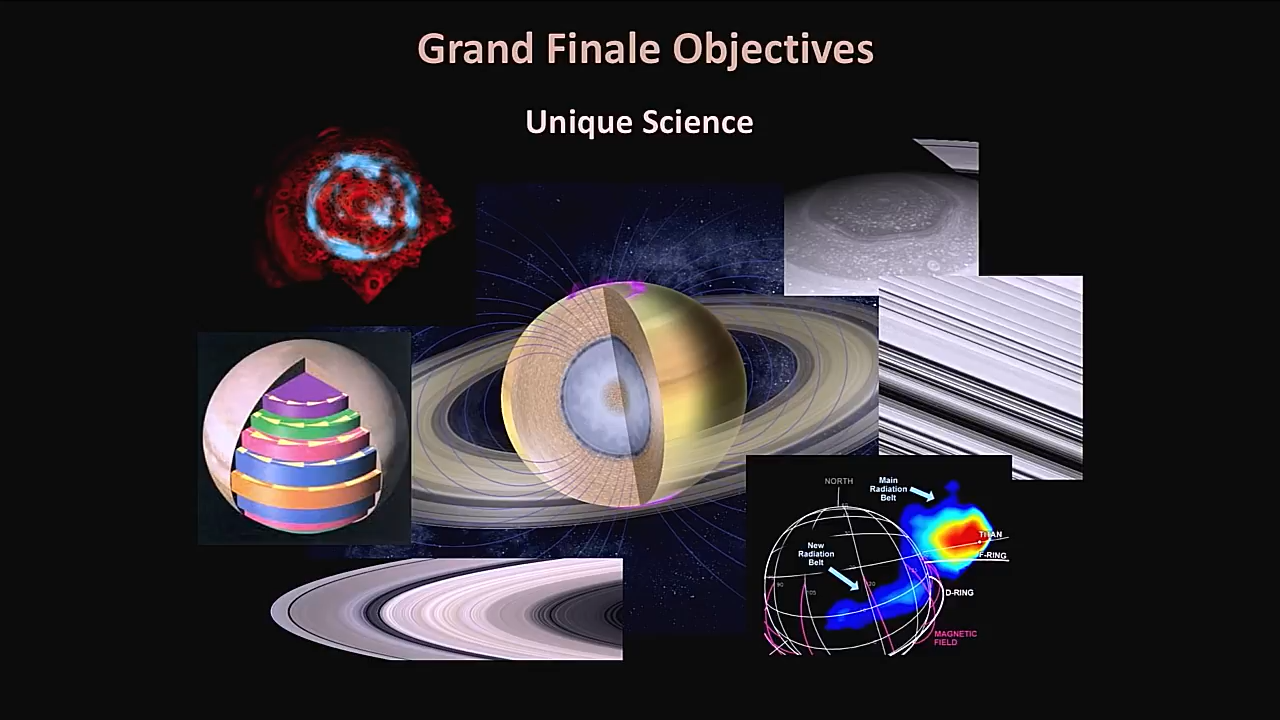 Grand Finale Objectives
Unique Science
NORTH
Main
Radiation
Belt
New
Radiation
Belt
TITAN
F-RING
D-RING
MAGNETIC
FIELD